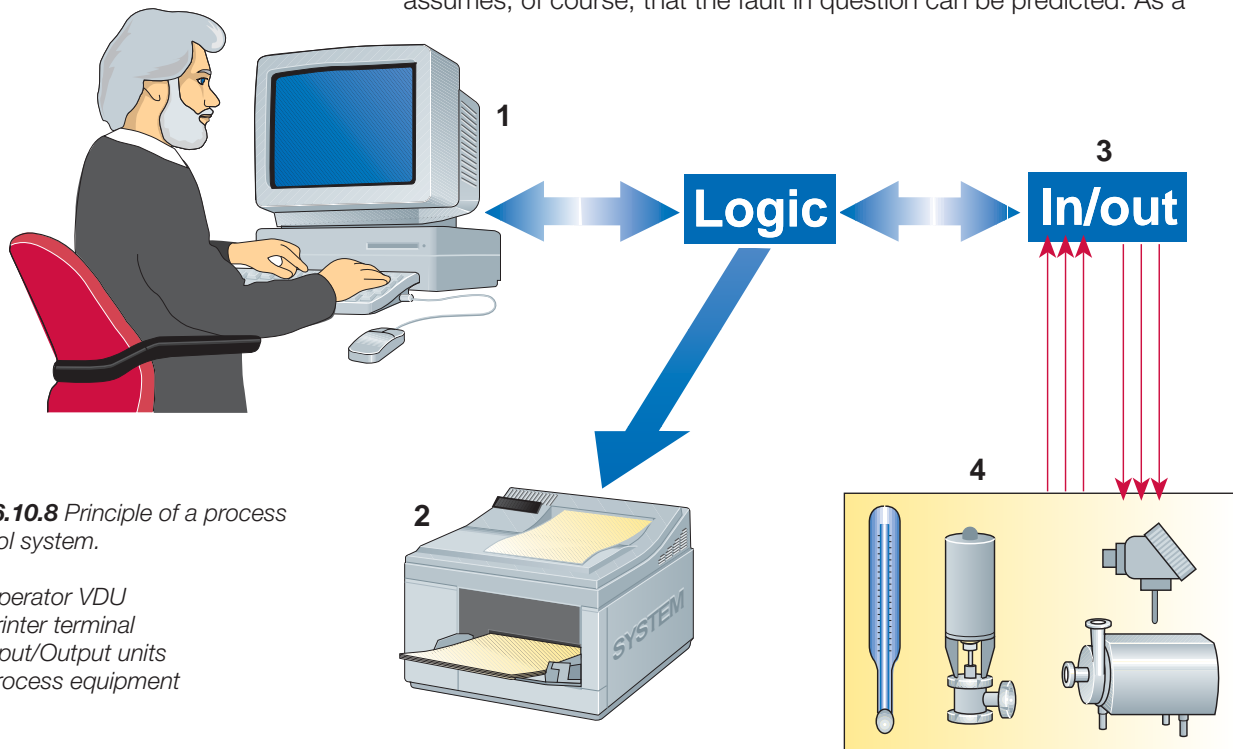 assumes, of course, that the fault in question can be predicted. As a
1
3
Logic
In/out
4
2
SYSTEM
6.10.8 Principle of a process
ol system.
perator VDU
rinter terminal
put/Output units
rocess equipment